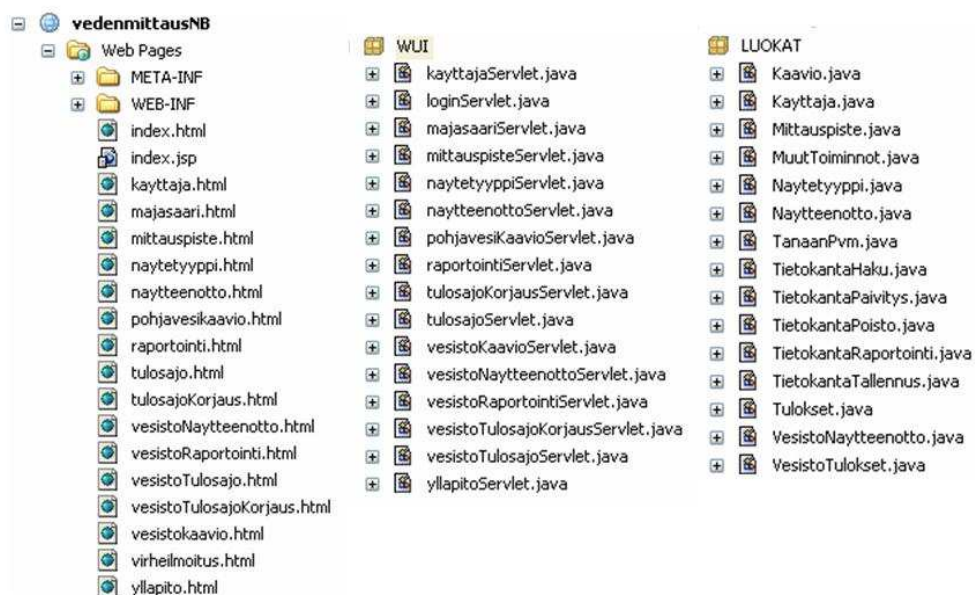 vedenmittausNB
Web Pages
META-INF
WEB-INF
index.html
index.jsp
kayttaja.html
majasaari.html
mittauspiste.html
naytetyyppi.html
naytteenotto.html
pohjavesikaavio.html
raportointi.html
tulosajo.html
tulosajoKorjaus.html
vesistoNaytteenotto.html
vesistoRaportointi.html
vesistoTulosajo.html
vesistoTulosajoKorjaus.html
vesistokaavio.html
virheilmoitus.html
yllapito.html
WUI
kayttajaServlet.java
loginServlet.java
majasaariServlet.java
mittauspisteServlet.java
naytetyyppiServlet.java
naytteenottoServlet.java
pohjavesiKaavioServlet.java
raportointiServlet.java
tulosajoKorjausServlet.java
tulosajoServlet.java
vesistoKaavioServlet.java
vesistoNaytteenottoServlet.java
vesistoRaportointiServlet.java
vesistoTulosajoKorjausServlet.java
vesistoTulosajoServlet.java
yllapitoServlet.java
LUOKAT
Kaavio.java
Kayttaja.java
Mittauspiste.java
MuutToiminnot.java
Naytetyyppi.java
Naytteenotto.java
TanaanPvm.java
TietokantaHaku.java
TietokantaPaivitys.java
TietokantaPoisto.java
TietokantaRaportointi.java
TietokantaTallennus.java
Tulokset.java
VesistoNaytteenotto.java
VesistoTulokset.java